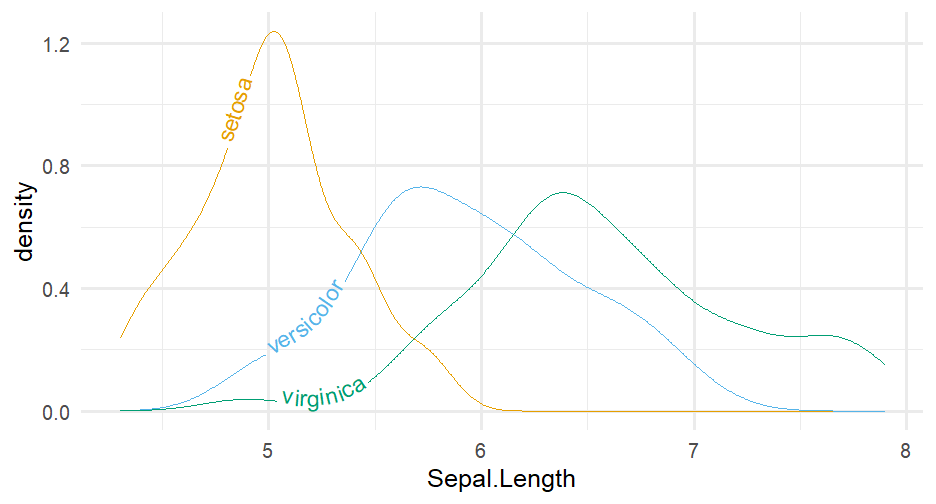 1.2
0.8
0.4
0.0
density
setosa
versicolor
virginica
5 6 7 8
Sepal.Length